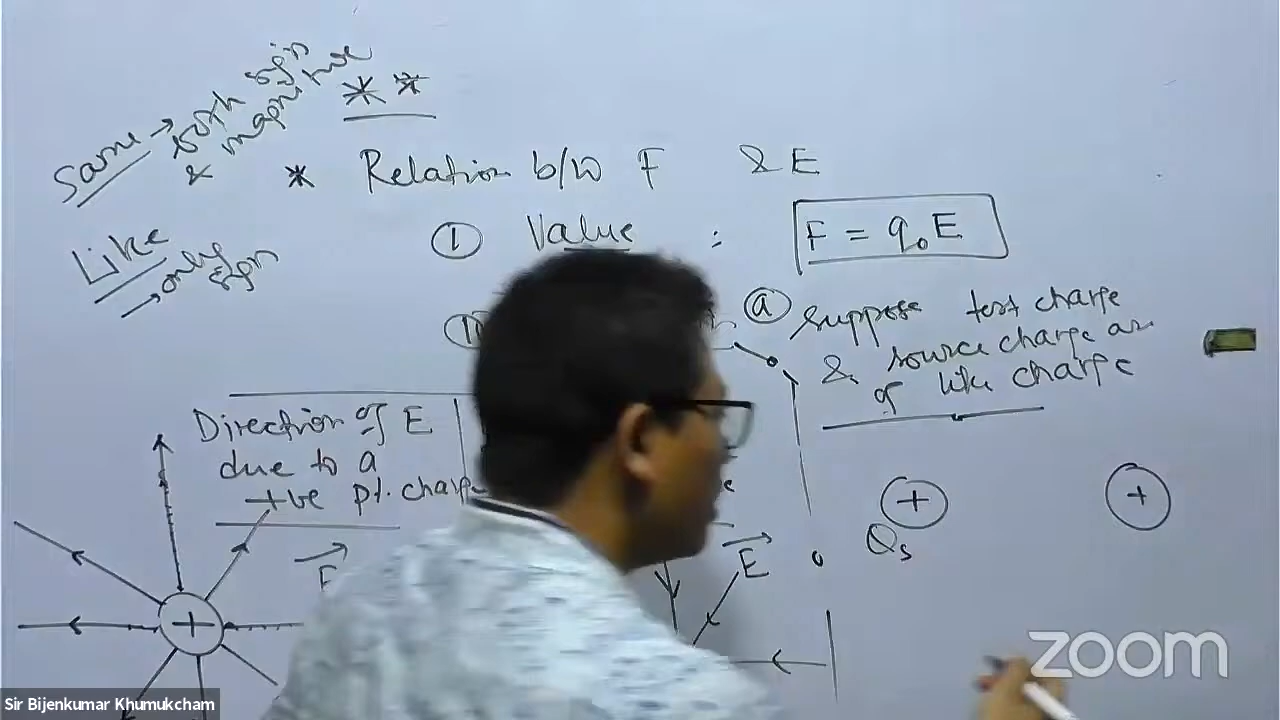 Same → both sign
& magnitude
Like
→ only
sign
**
* Relation b/w F & E
① Value : F = q₀E
ⓐ suppose test charge
& source charge are
of like charge
Direction of E
due to a
+ve pt. charge
E
+
+
+
Qs
zoom
Sir Bijenkumar Khumukcham